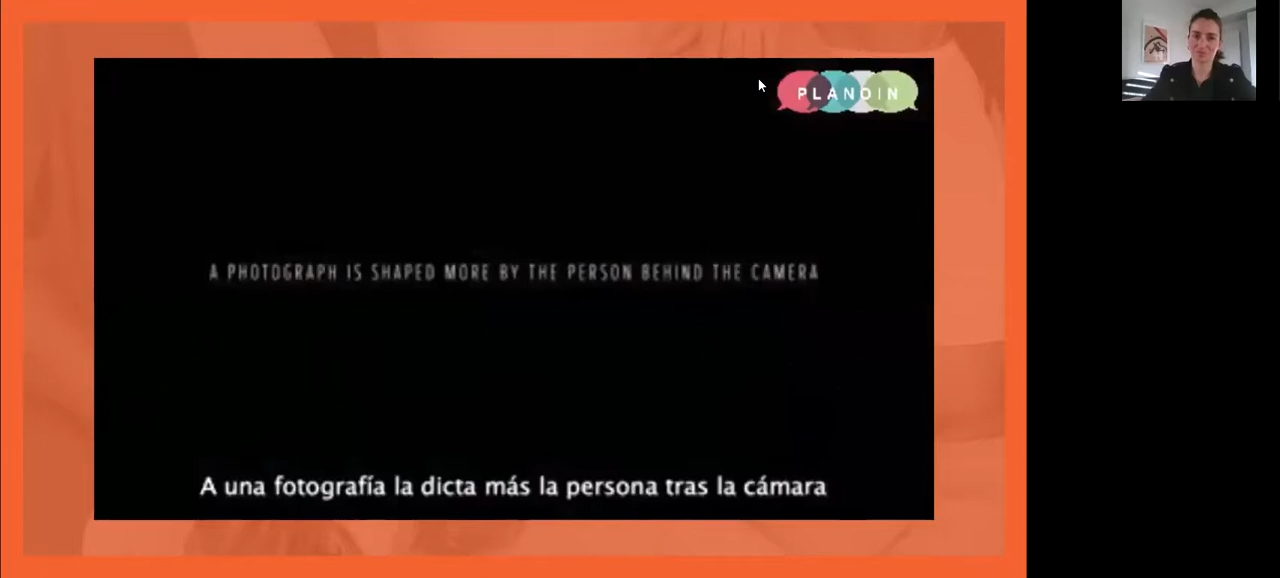 PLANDIN
A PHOTOGRAPH IS SHAPED MORE BY THE PERSON BEHIND THE CAMERA
A una fotografía la dicta más la persona tras la cámara